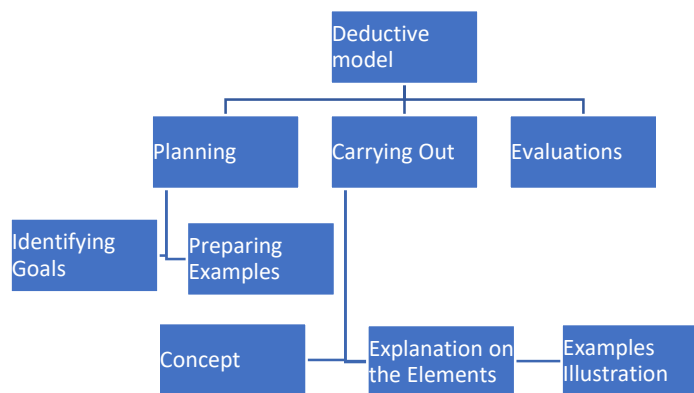 Deductive
model
Planning
Carrying Out
Evaluations
Identifying
Goals
Preparing
Examples
Concept
Explanation on
the Elements
Examples
Illustration